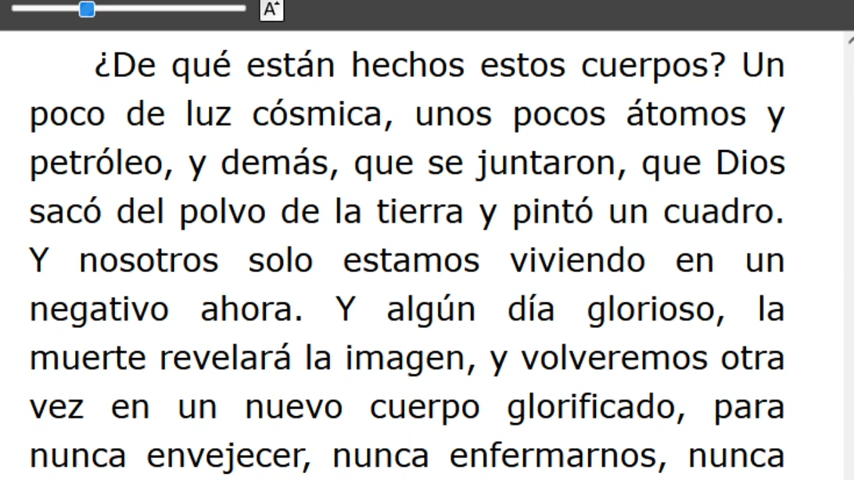 A
¿De qué están hechos estos cuerpos? Un
poco de luz cósmica, unos pocos átomos y
petróleo, y demás, que se juntaron, que Dios
sacó del polvo de la tierra y pintó un cuadro.
Y nosotros solo estamos viviendo en un
negativo ahora. Y algún día glorioso, la
muerte revelará la imagen, y volveremos otra
vez en un nuevo cuerpo glorificado, para
nunca envejecer, nunca enfermarnos, nunca